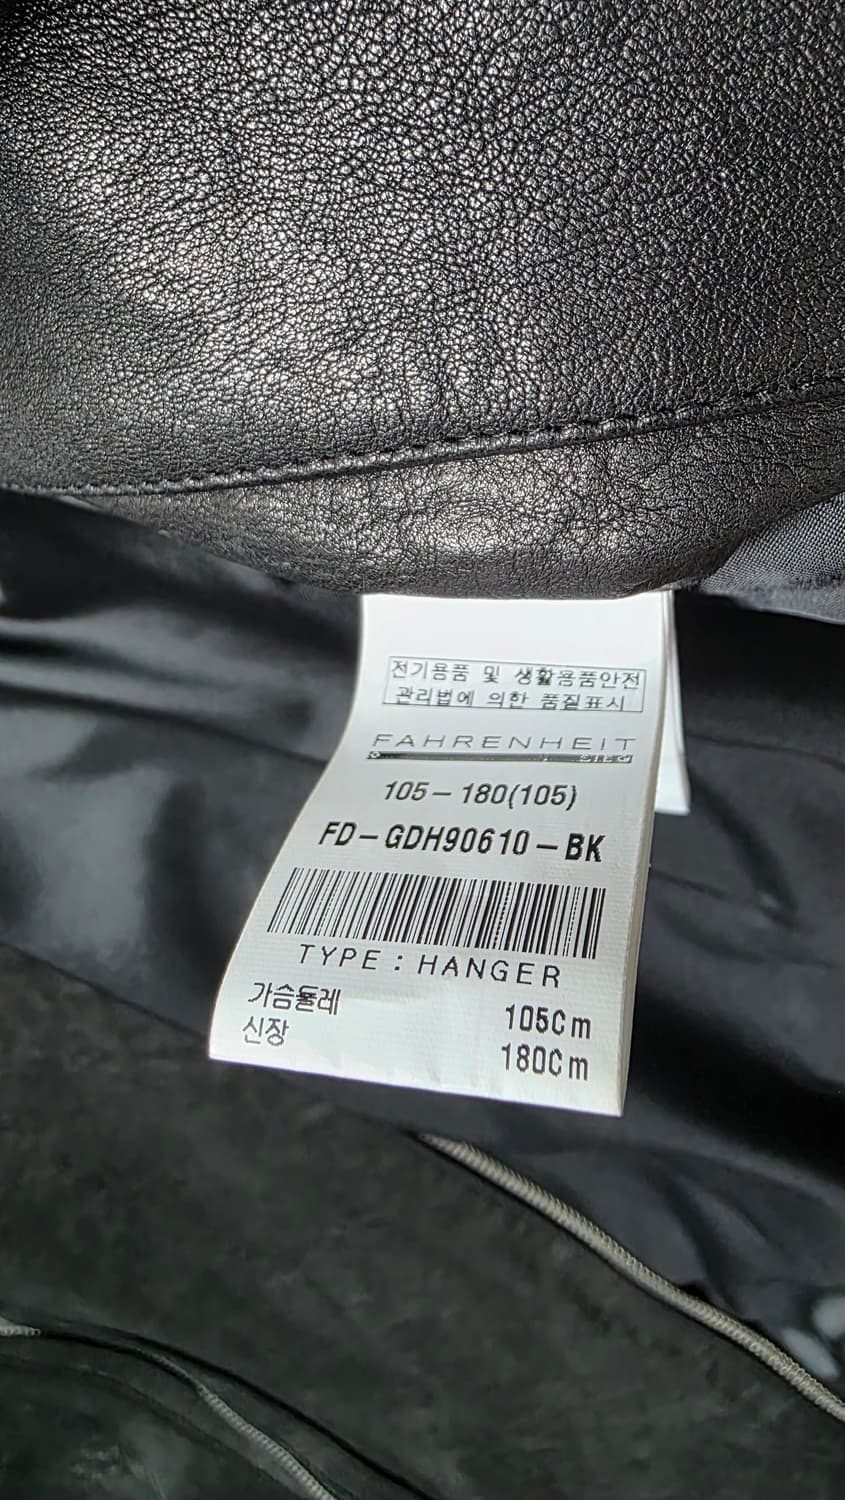 전기용품 및 생활용품안전
관리법에 의한 품질표시
FAHRENHEIT
105-180(105)
FD-GDH90610-BK
TYPE : HANGER
가슴둘레 105Cm
신장 180Cm